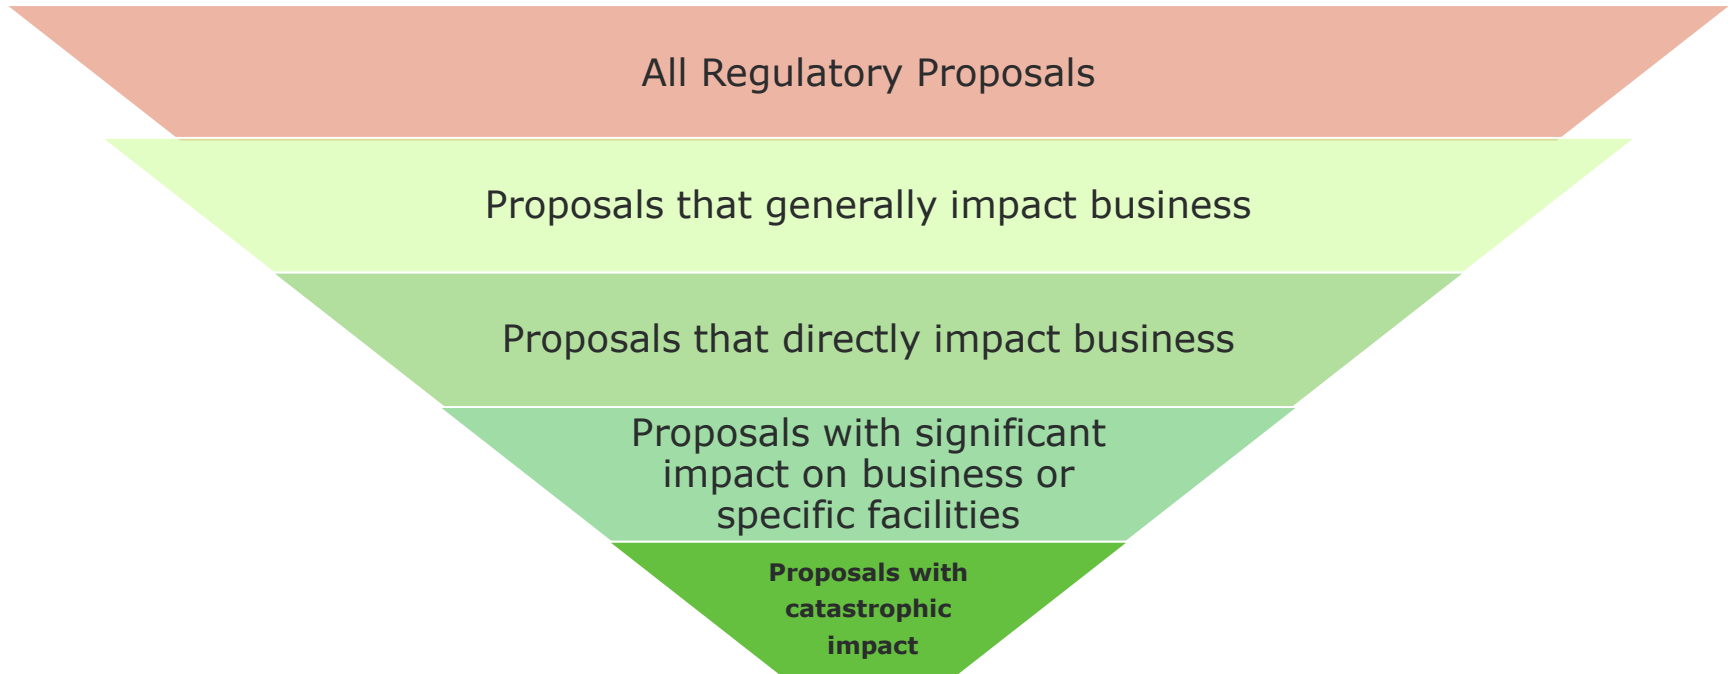 All Regulatory Proposals
Proposals that generally impact business
Proposals that directly impact business
Proposals with significant
impact on business or
specific facilities
Proposals with
catastrophic
impact